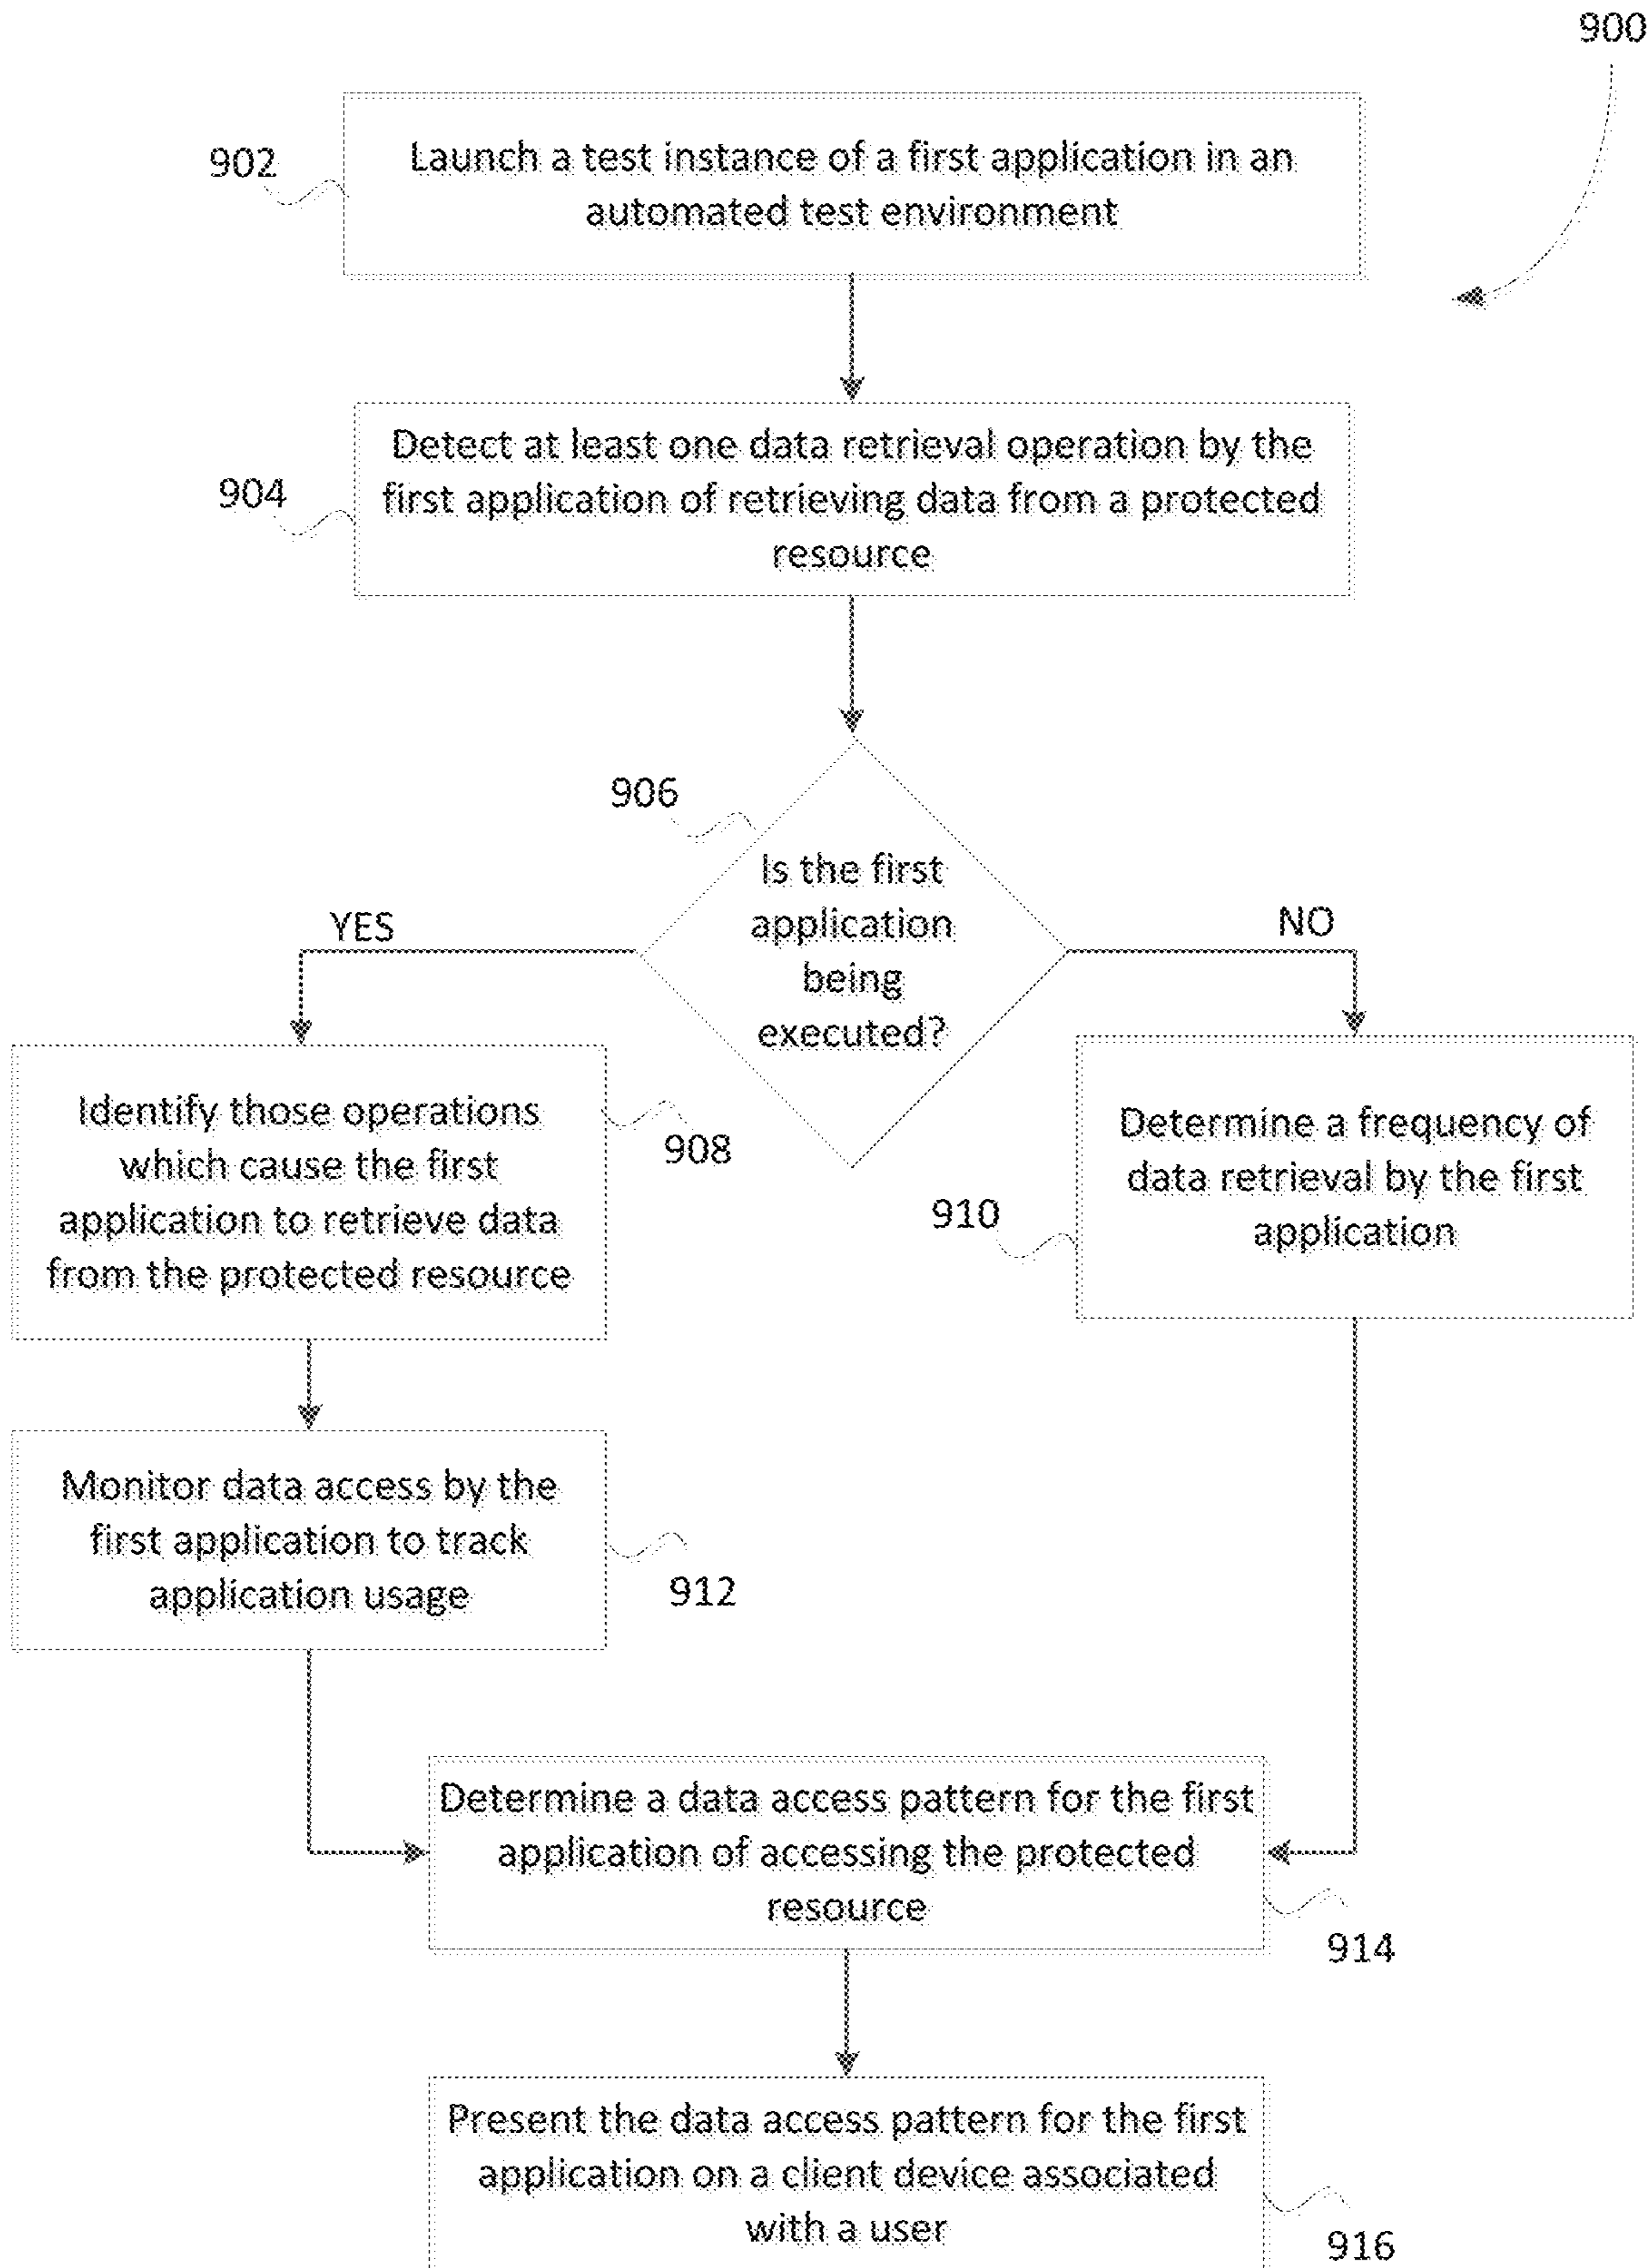 900
902
Launch a test instance of a first application in an
automated test environment
904
Detect at least one data retrieval operation by the
first application of retrieving data from a protected
resource
906
Is the first
application
being
executed?
YES
NO
Identify those operations
which cause the first
application to retrieve data
from the protected resource
908
910
Determine a frequency of
data retrieval by the first
application
Monitor data access by the
first application to track
application usage
912
Determine a data access pattern for the first
application of accessing the protected
resource
914
Present the data access pattern for the first
application on a client device associated
with a user
916